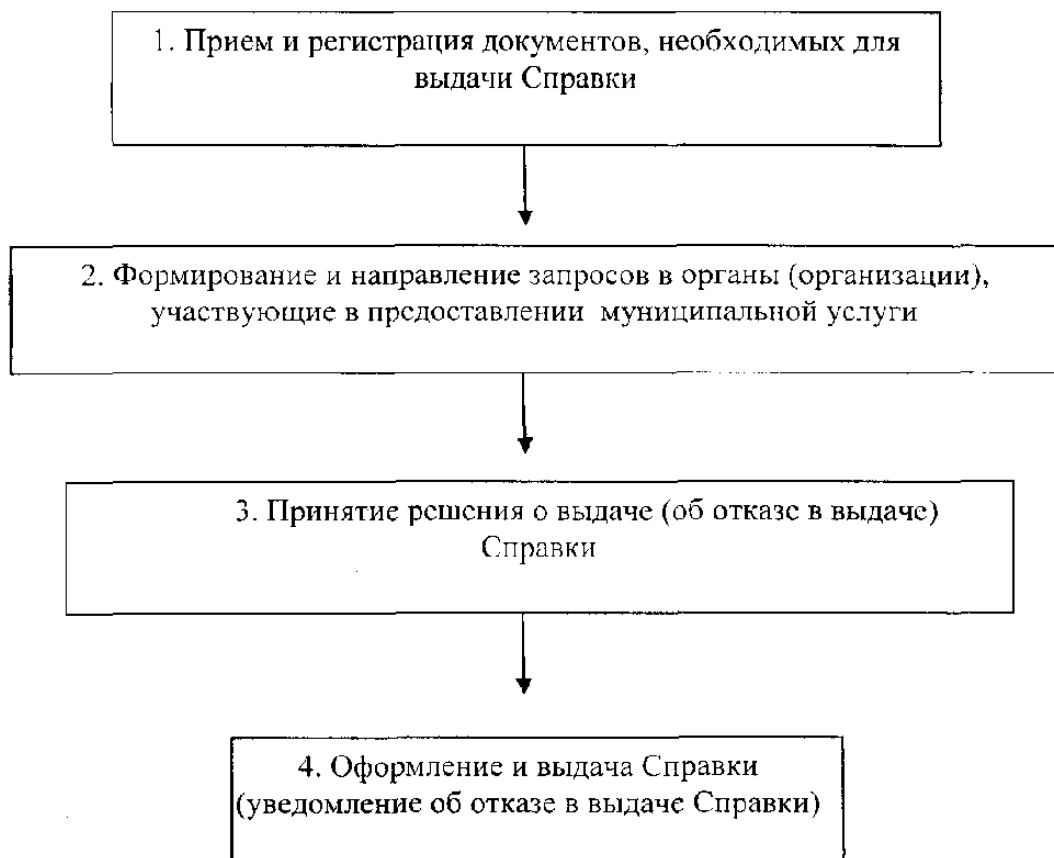 1. Прием и регистрация документов, необходимых для
выдачи Справки
2. Формирование и направление запросов в органы (организации),
участвующие в предоставлении муниципальной услуги
3. Принятие решения о выдаче (об отказе в выдаче)
Справки
4. Оформление и выдача Справки
(уведомление об отказе в выдаче Справки)